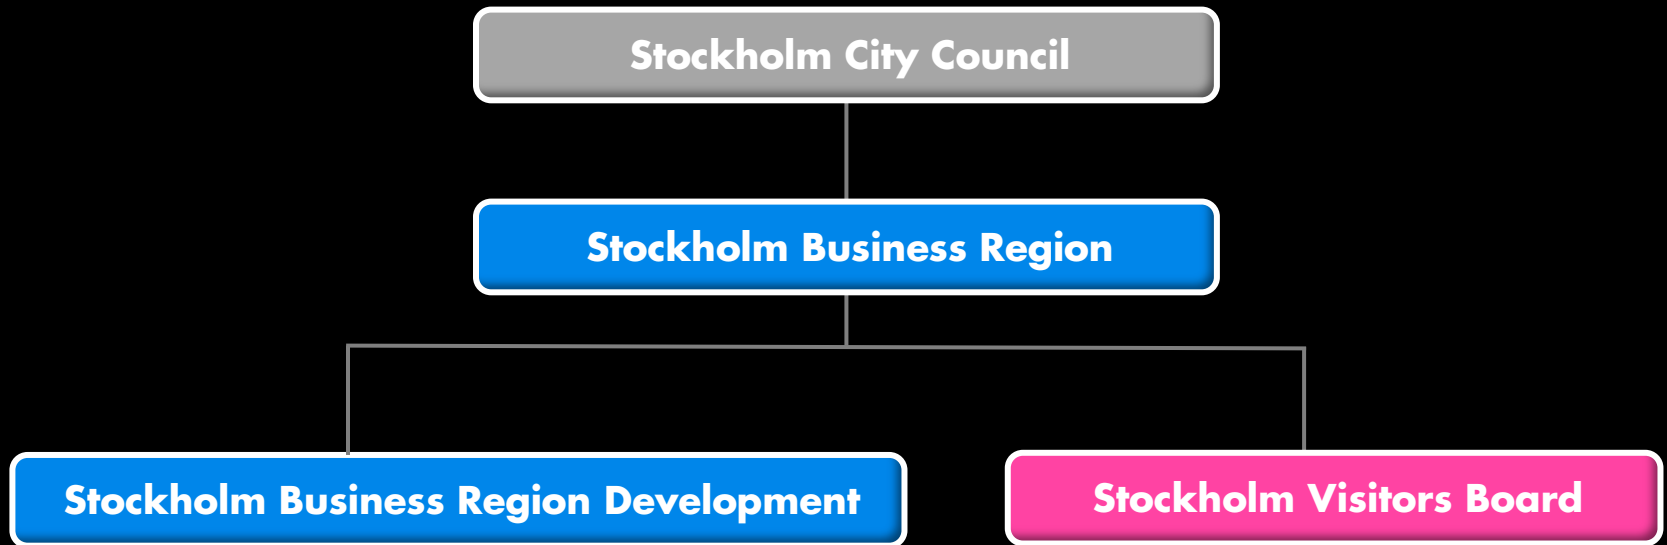 Stockholm City Council
Stockholm Business Region
Stockholm Business Region Development
Stockholm Visitors Board